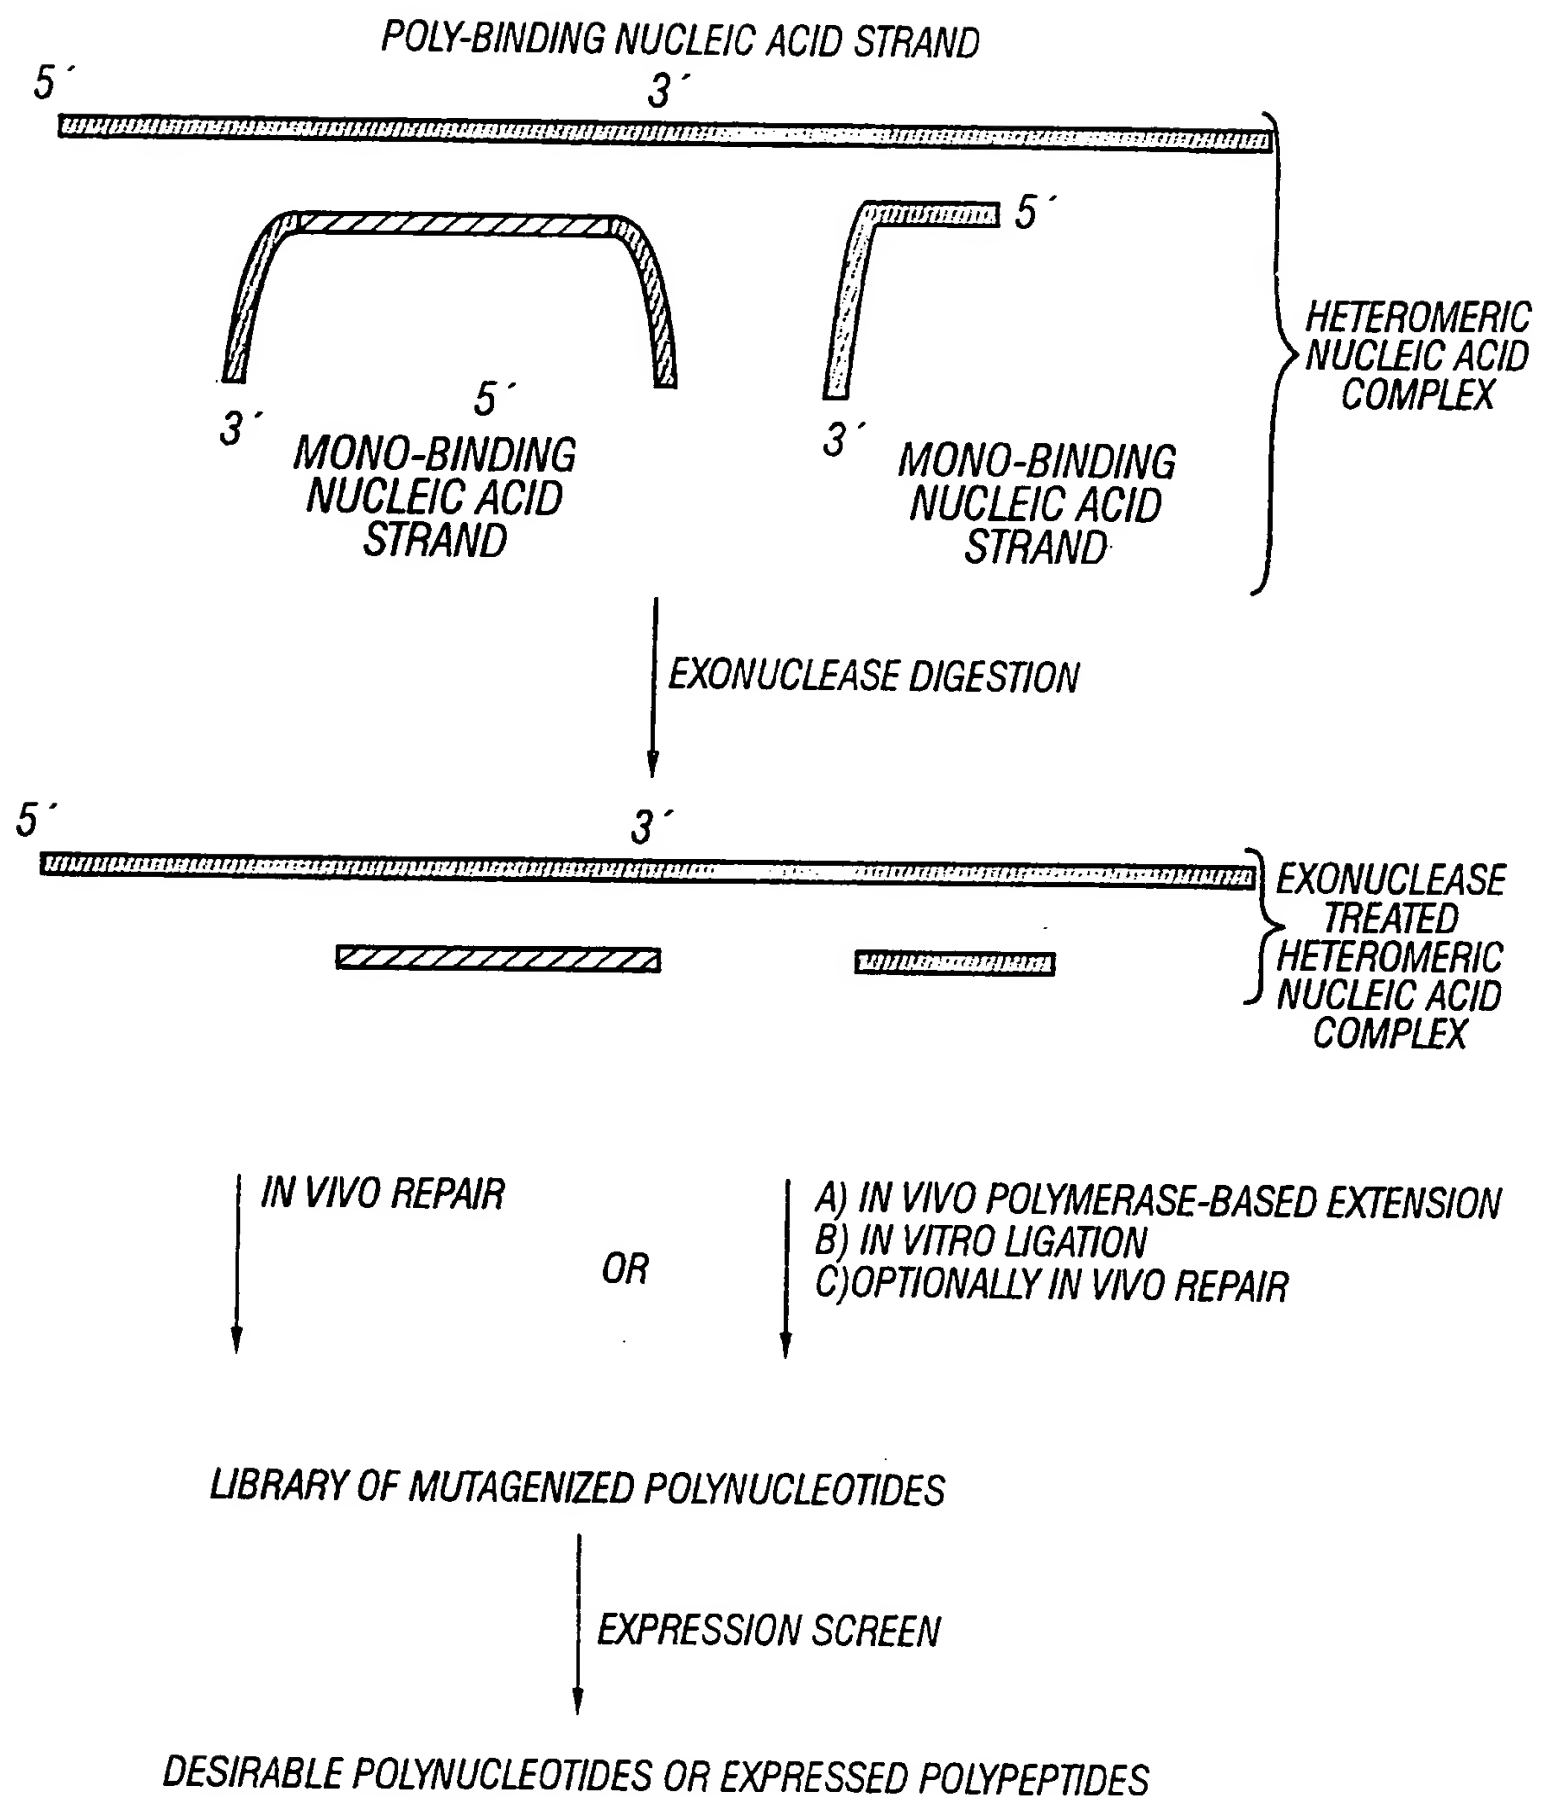 POLY-BINDING NUCLEIC ACID STRAND
5´
3´
5´
HETEROMERIC
NUCLEIC ACID
COMPLEX
5´
3´
3´
MONO-BINDING
NUCLEIC ACID
STRAND
MONO-BINDING
NUCLEIC ACID
STRAND
EXONUCLEASE DIGESTION
5´
3´
EXONUCLEASE
TREATED
HETEROMERIC
NUCLEIC ACID
COMPLEX
IN VIVO REPAIR
OR
A) IN VIVO POLYMERASE-BASED EXTENSION
B) IN VITRO LIGATION
C)OPTIONALLY IN VIVO REPAIR
LIBRARY OF MUTAGENIZED POLYNUCLEOTIDES
EXPRESSION SCREEN
DESIRABLE POLYNUCLEOTIDES OR EXPRESSED POLYPEPTIDES